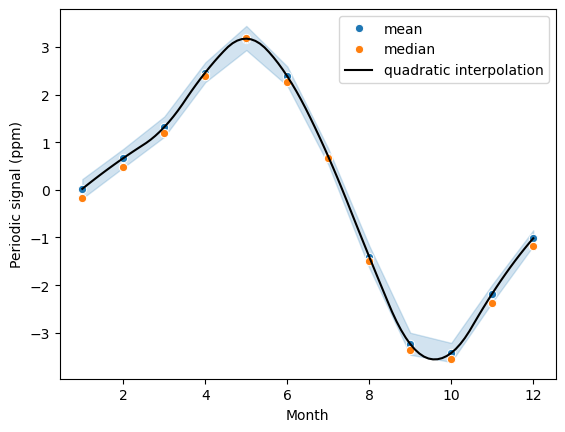 mean
median
quadratic interpolation
Periodic signal (ppm)
3
2
1
0
−1
−2
−3
2 4 6 8 10 12
Month